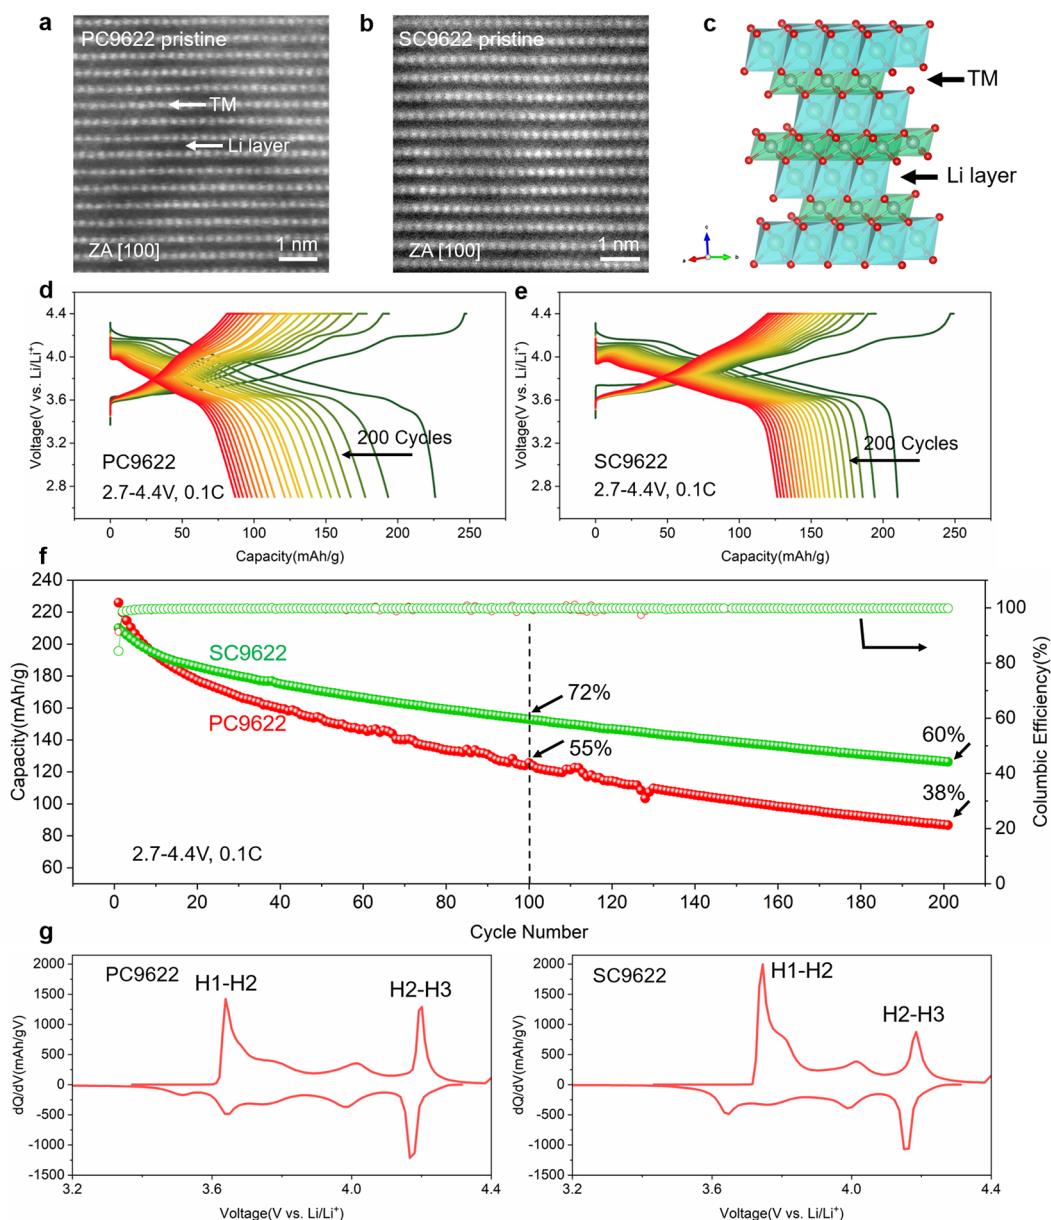 a
PC9622 pristine
TM
Li layer
ZA [100]
1 nm
b
SC9622 pristine
ZA [100]
1 nm
c
TM
Li layer
c
a
b
d
Voltage(V vs. Li/Li+)
4.4
4.0
3.6
3.2
2.8
200 Cycles
PC9622
2.7-4.4V, 0.1C
0 50 100 150 200 250
Capacity(mAh/g)
e
Voltage(V vs. Li/Li+)
4.4
4.0
3.6
3.2
2.8
200 Cycles
SC9622
2.7-4.4V, 0.1C
0 50 100 150 200 250
Capacity(mAh/g)
f
Capacity(mAh/g)
240
220
200
180
160
140
120
100
80
60
SC9622
PC9622
72%
55%
60%
38%
2.7-4.4V, 0.1C
100
80
60
40
20
0
Columbic Efficiency(%)
0 20 40 60 80 100 120 140 160 180 200
Cycle Number
g
dQ/dV(mAh/gV)
2000
1500
1000
500
0
-500
-1000
-1500
PC9622
H1-H2
H2-H3
3.2 3.6 4.0 4.4
Voltage(V vs. Li/Li+)
dQ/dV(mAh/gV)
2000
1500
1000
500
0
-500
-1000
-1500
SC9622
H1-H2
H2-H3
3.2 3.6 4.0 4.4
Voltage(V vs. Li/Li+)